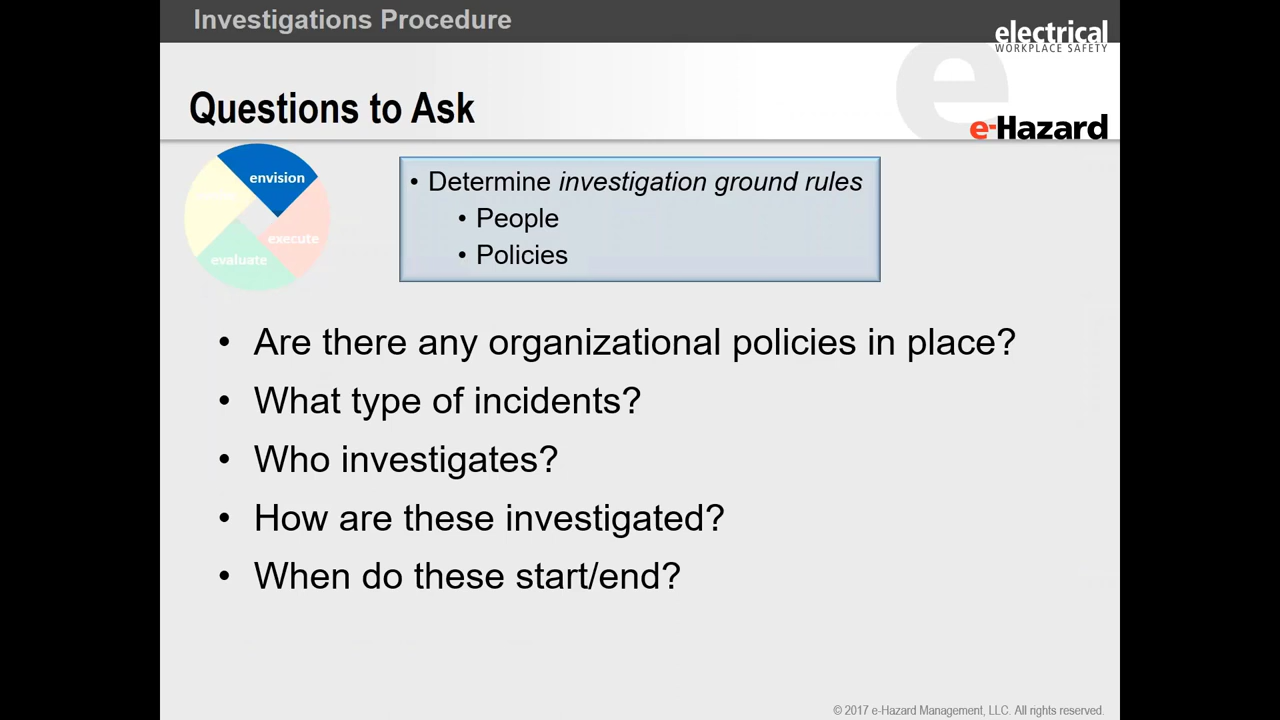 Investigations Procedure
electrical
WORKPLACE SAFETY
Questions to Ask
e-Hazard
envision
execute
evaluate
• Determine investigation ground rules
• People
• Policies
• Are there any organizational policies in place?
• What type of incidents?
• Who investigates?
• How are these investigated?
• When do these start/end?
© 2017 e-Hazard Management, LLC. All rights reserved.